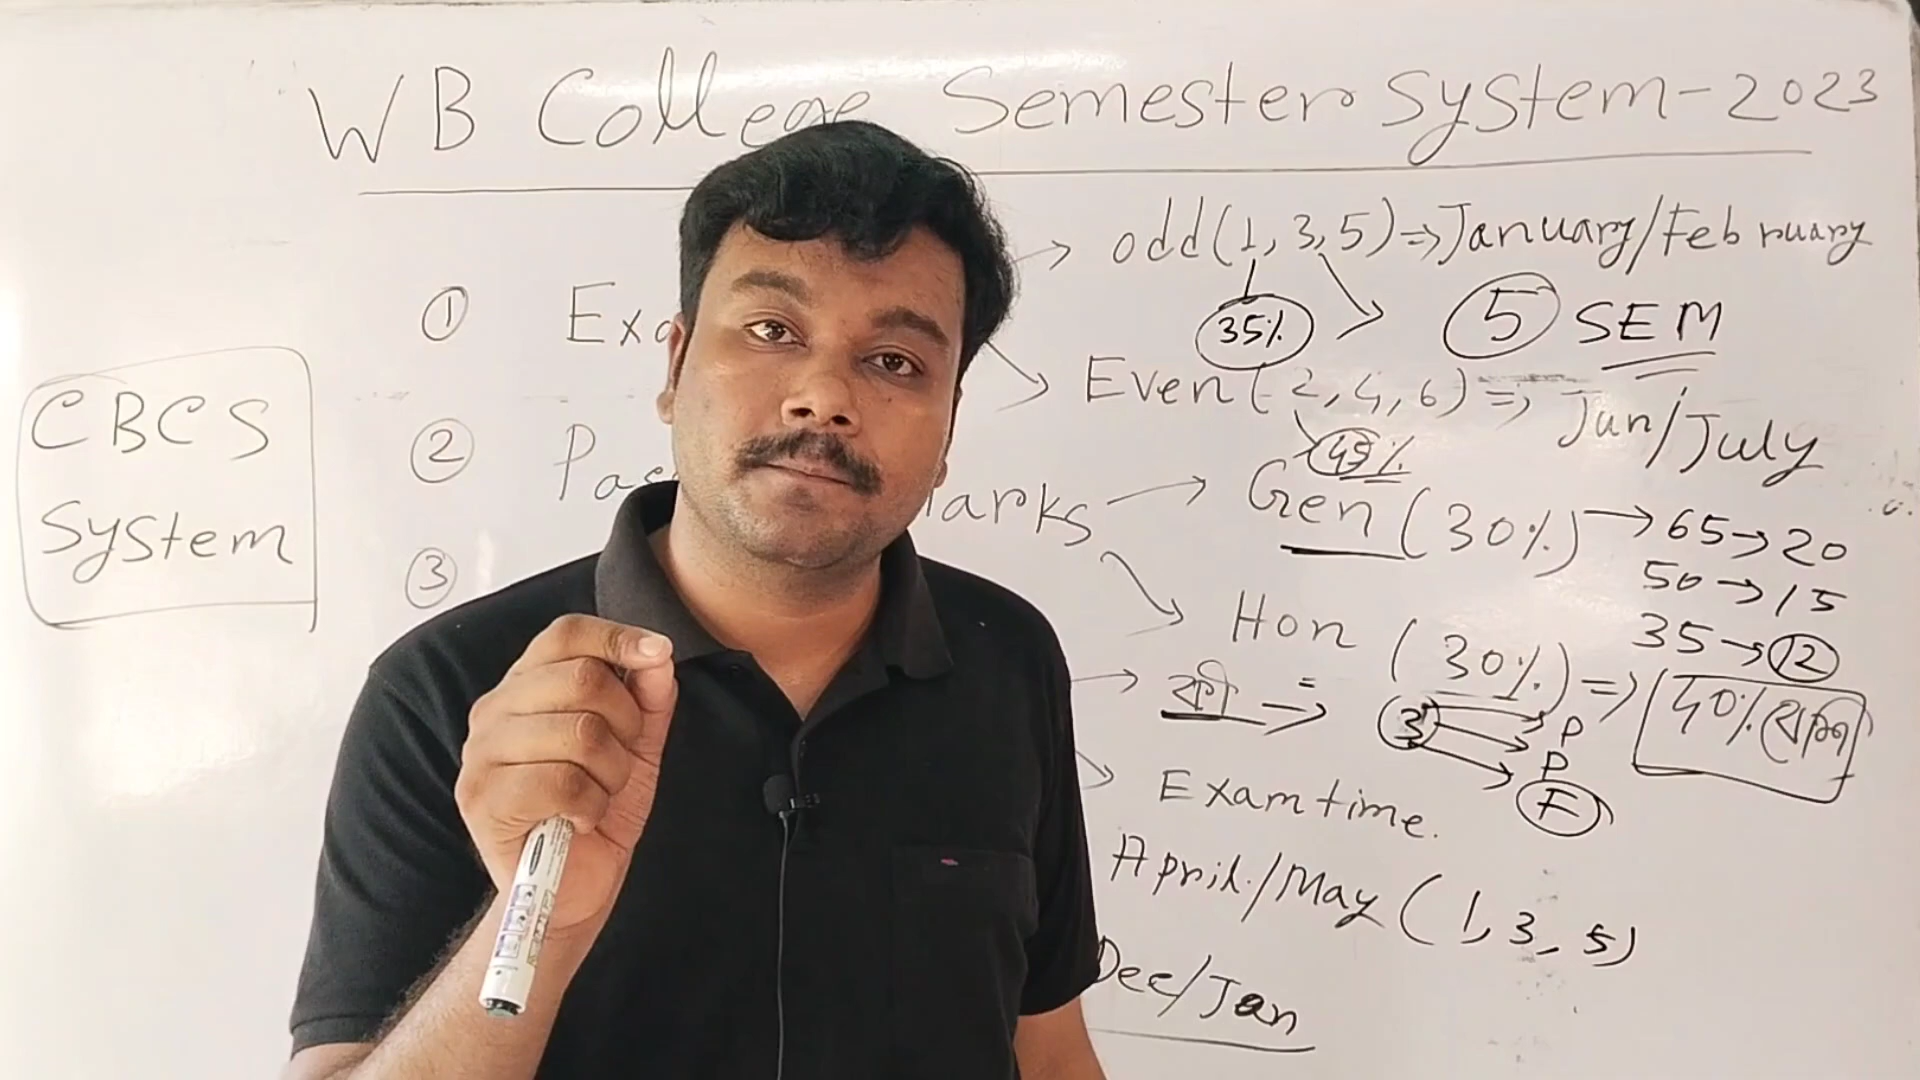 WB College Semester System-2023
odd (1, 3, 5) => January/February
35%
5 SEM
① Exa
Even (2, 4, 6) => Jun/July
CBCS
System
② Pas arks
Gen (30%) → 65 → 20
50 → 15
35 → 12
③
Hon (30%) => 40% বেশি
কী => 3 P
P
F
Exam time.
April/May (1, 3, 5)
Dec/Jan